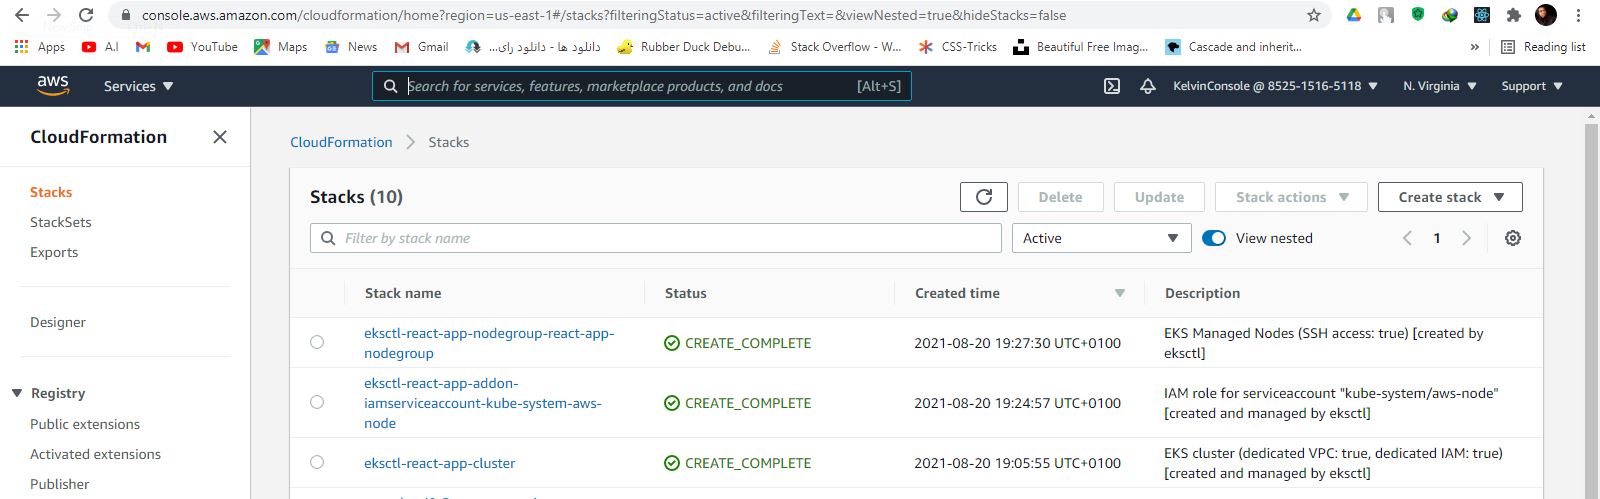 console.aws.amazon.com/cloudformation/home?region=us-east-1#/stacks?filteringStatus=active&filteringText=&viewNested=true&hideStacks=false
Apps A.I YouTube Maps News Gmail دانلود ها - دانلود رای... Rubber Duck Debu... Stack Overflow - W... CSS-Tricks Beautiful Free Imag... Cascade and inherit... » Reading list
aws Services Search for services, features, marketplace products, and docs [Alt+S] KelvinConsole @ 8525-1516-5118 N. Virginia Support
CloudFormation
CloudFormation Stacks
Stacks
StackSets
Exports
Designer
Registry
Public extensions
Activated extensions
Publisher
Stacks (10) Delete Update Stack actions Create stack
Filter by stack name Active View nested 1
Stack name Status Created time Description
eksctl-react-app-nodegroup-react-app-
nodegroup
CREATE_COMPLETE
2021-08-20 19:27:30 UTC+0100
EKS Managed Nodes (SSH access: true) [created by
eksctl]
eksctl-react-app-addon-
iamserviceaccount-kube-system-aws-
node
CREATE_COMPLETE
2021-08-20 19:24:57 UTC+0100
IAM role for serviceaccount "kube-system/aws-node"
[created and managed by eksctl]
eksctl-react-app-cluster
CREATE_COMPLETE
2021-08-20 19:05:55 UTC+0100
EKS cluster (dedicated VPC: true, dedicated IAM: true)
[created and managed by eksctl]